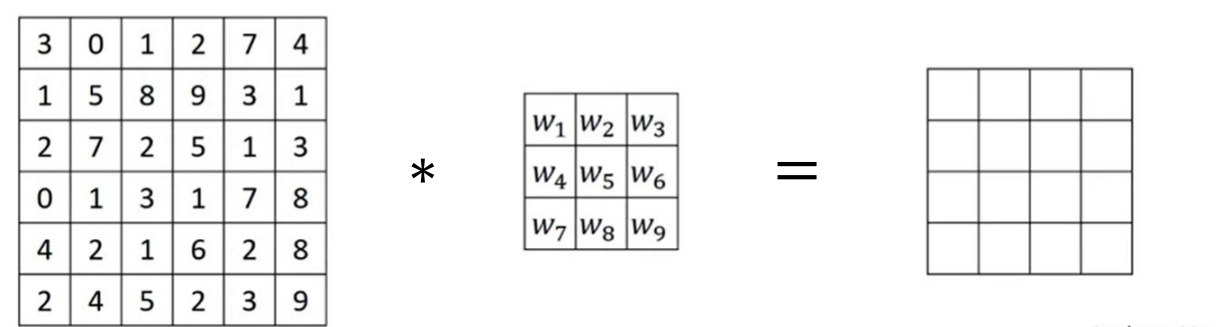 3 0 1 2 7 4
1 5 8 9 3 1
2 7 2 5 1 3
0 1 3 1 7 8
4 2 1 6 2 8
2 4 5 2 3 9
*
w₁ w₂ w₃
w₄ w₅ w₆
w₇ w₈ w₉
=